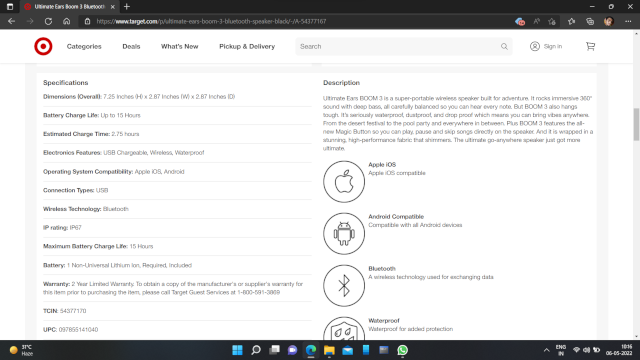 Ultimate Ears Boom 3 Bluetooth
https://www.target.com/p/ultimate-ears-boom-3-bluetooth-speaker-black/-/A-54377167
Categories
Deals
What's New
Pickup & Delivery
Search
Sign in
Specifications
Dimensions (Overall): 7.25 Inches (H) x 2.87 Inches (W) x 2.87 Inches (D)
Battery Charge Life: Up to 15 Hours
Estimated Charge Time: 2.75 hours
Electronics Features: USB Chargeable, Wireless, Waterproof
Operating System Compatibility: Apple iOS, Android
Connection Types: USB
Wireless Technology: Bluetooth
IP rating: IP67
Maximum Battery Charge Life: 15 Hours
Battery: 1 Non-Universal Lithium Ion, Required, Included
Warranty: 2 Year Limited Warranty. To obtain a copy of the manufacturer's or supplier's warranty for
this item prior to purchasing the item, please call Target Guest Services at 1-800-591-3869
TCIN: 54377170
UPC: 097855141040
Description
Ultimate Ears BOOM 3 is a super-portable wireless speaker built for adventure. It rocks immersive 360°
sound with deep bass, all carefully balanced so you can hear every note. But BOOM 3 also hangs
tough. It's seriously waterproof, dustproof, and drop proof which means you can bring vibes anywhere.
From the desert festival to the pool party and everywhere in between. Plus BOOM 3 features the all-
new Magic Button so you can play, pause and skip songs directly on the speaker. And it is wrapped in a
stunning, high-performance fabric that shimmers. The ultimate go-anywhere speaker just got more
ultimate.
Apple iOS
Apple iOS compatible
Android Compatible
Compatible with all Android devices
Bluetooth
A wireless technology used for exchanging data
Waterproof
Waterproof for added protection
31°C
Haze
ENG
IN
10:16
06-05-2022